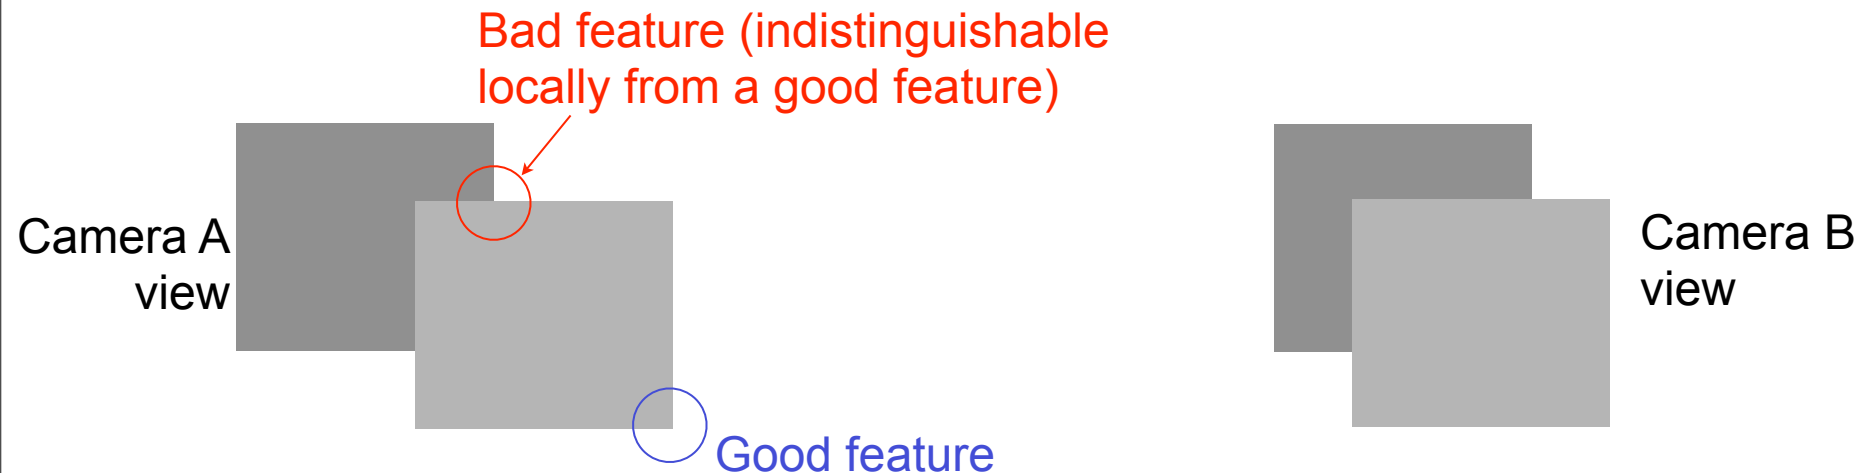 Bad feature (indistinguishable
locally from a good feature)
Camera A
view
Camera B
view
Good feature